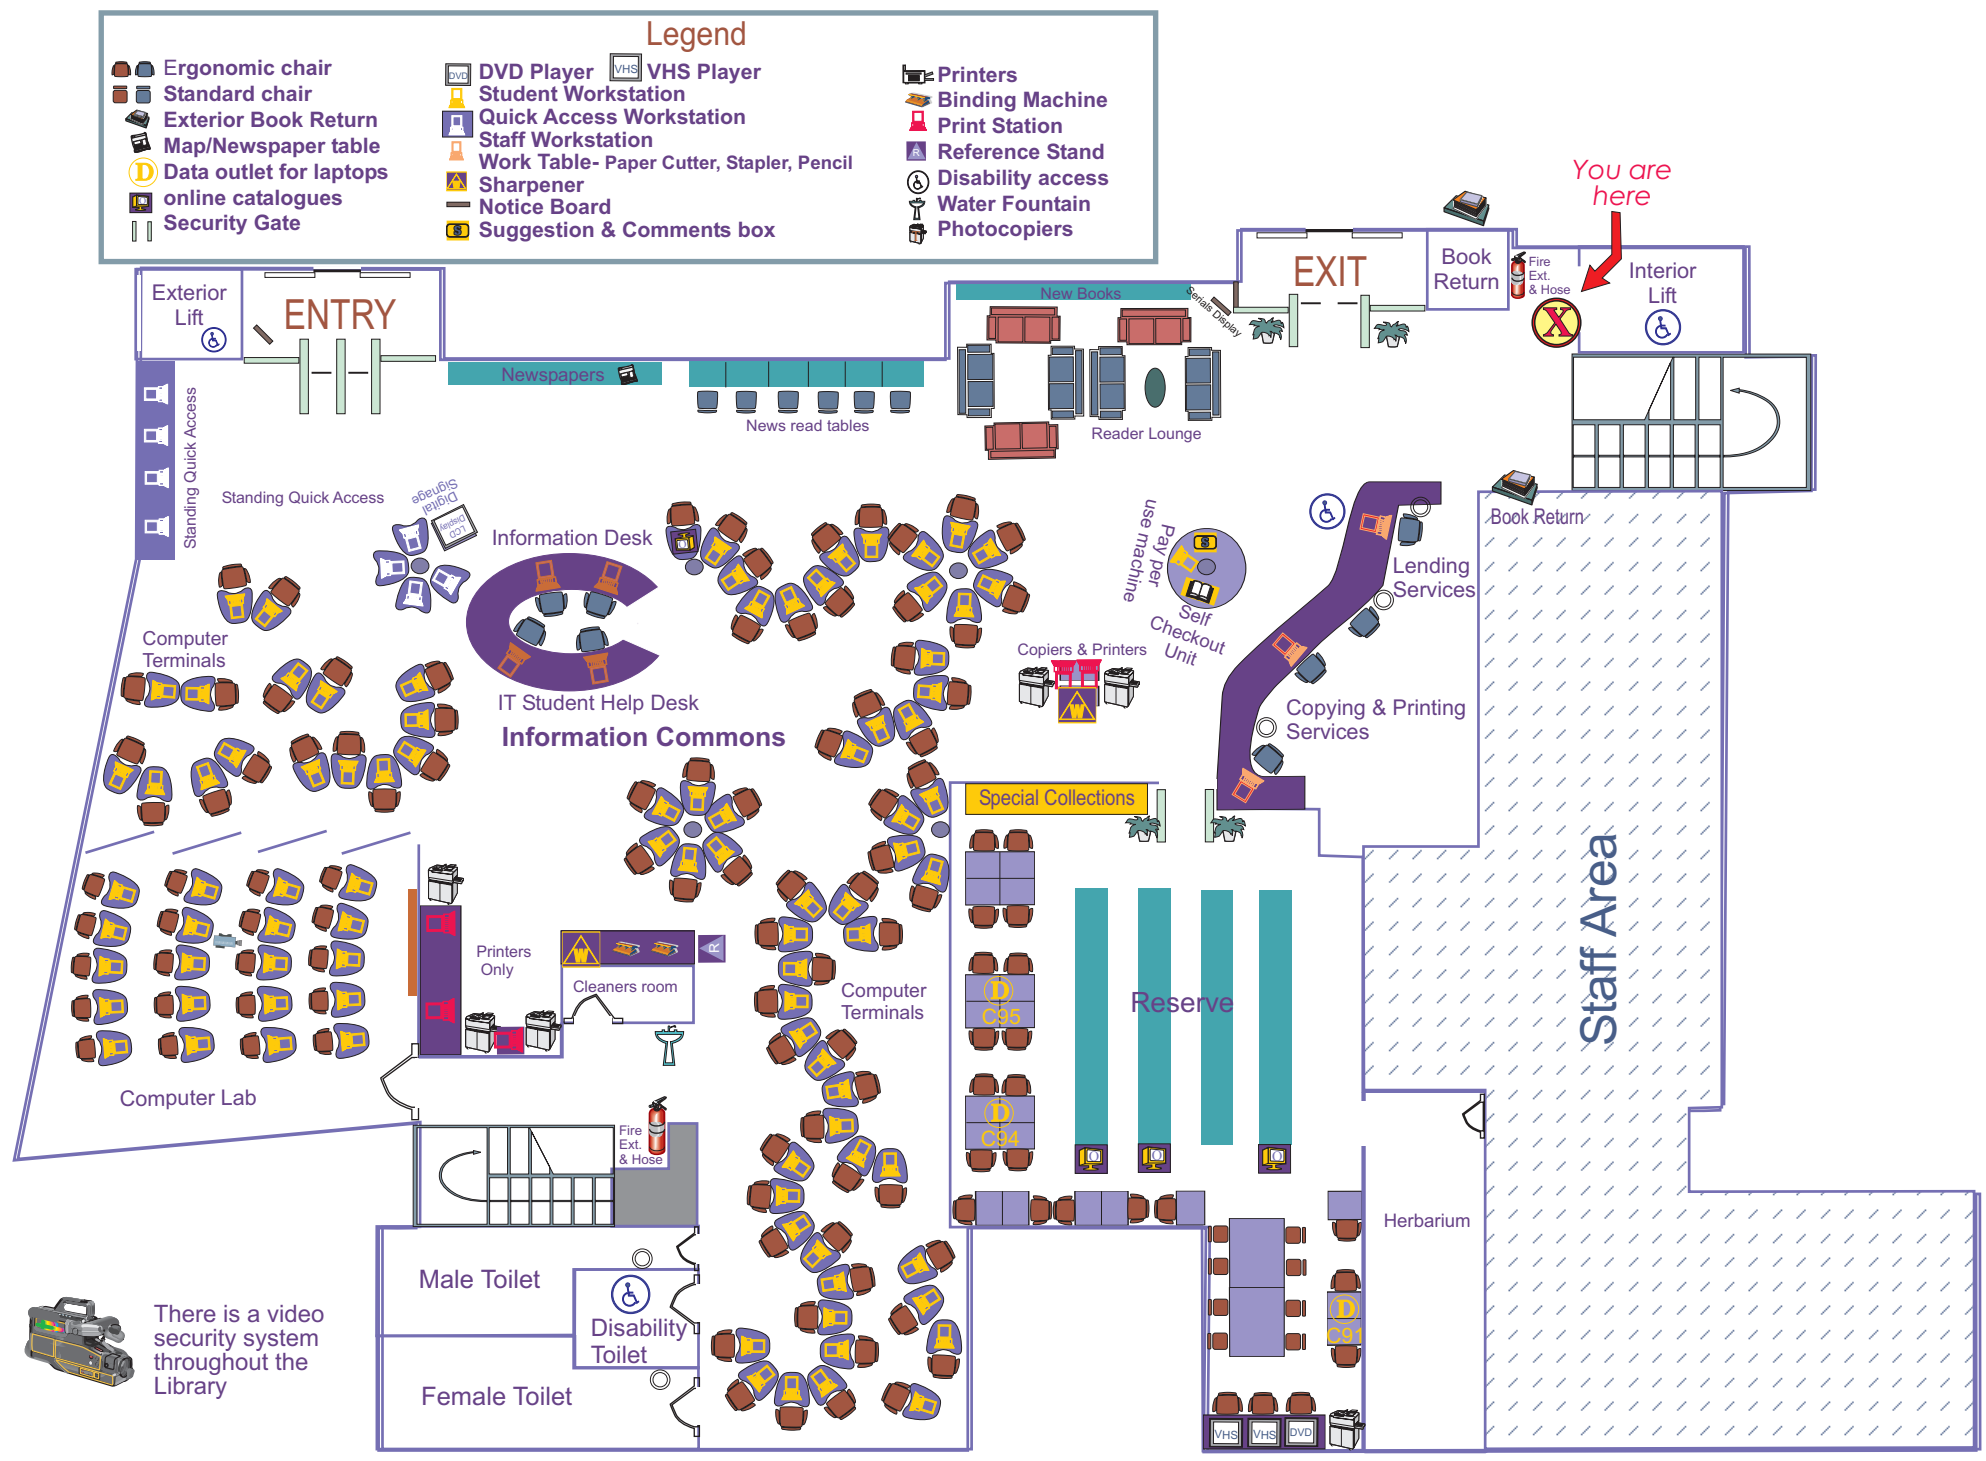 Legend
Ergonomic chair
Standard chair
Exterior Book Return
Map/Newspaper table
D
Data outlet for laptops
online catalogues
Security Gate
DVD
DVD Player
VHS
VHS Player
Student Workstation
Quick Access Workstation
Staff Workstation
Work Table- Paper Cutter, Stapler, Pencil
W
Sharpener
Notice Board
S
Suggestion & Comments box
Printers
Binding Machine
Print Station
R
Reference Stand
Disability access
Water Fountain
Photocopiers
You are
here
Exterior
Lift
ENTRY
New Books
Serials Display
EXIT
Book
Return
Fire
Ext.
& Hose
X
Interior
Lift
Newspapers
News read tables
Reader Lounge
Standing Quick Access
Standing Quick Access
Digital
Signage
LCD
Display
Information Desk
IT Student Help Desk
Information Commons
Computer
Terminals
Pay per
use machine
S
Self
Checkout
Unit
Copiers & Printers
W
Book Return
Lending
Services
Copying & Printing
Services
Special Collections
Staff Area
Printers
Only
W
R
Cleaners room
Computer
Terminals
D
C95
Reserve
D
C94
Computer Lab
Fire
Ext.
& Hose
Herbarium
Male Toilet
Disability
Toilet
Female Toilet
D
C91
VHS
VHS
DVD
There is a video
security system
throughout the
Library